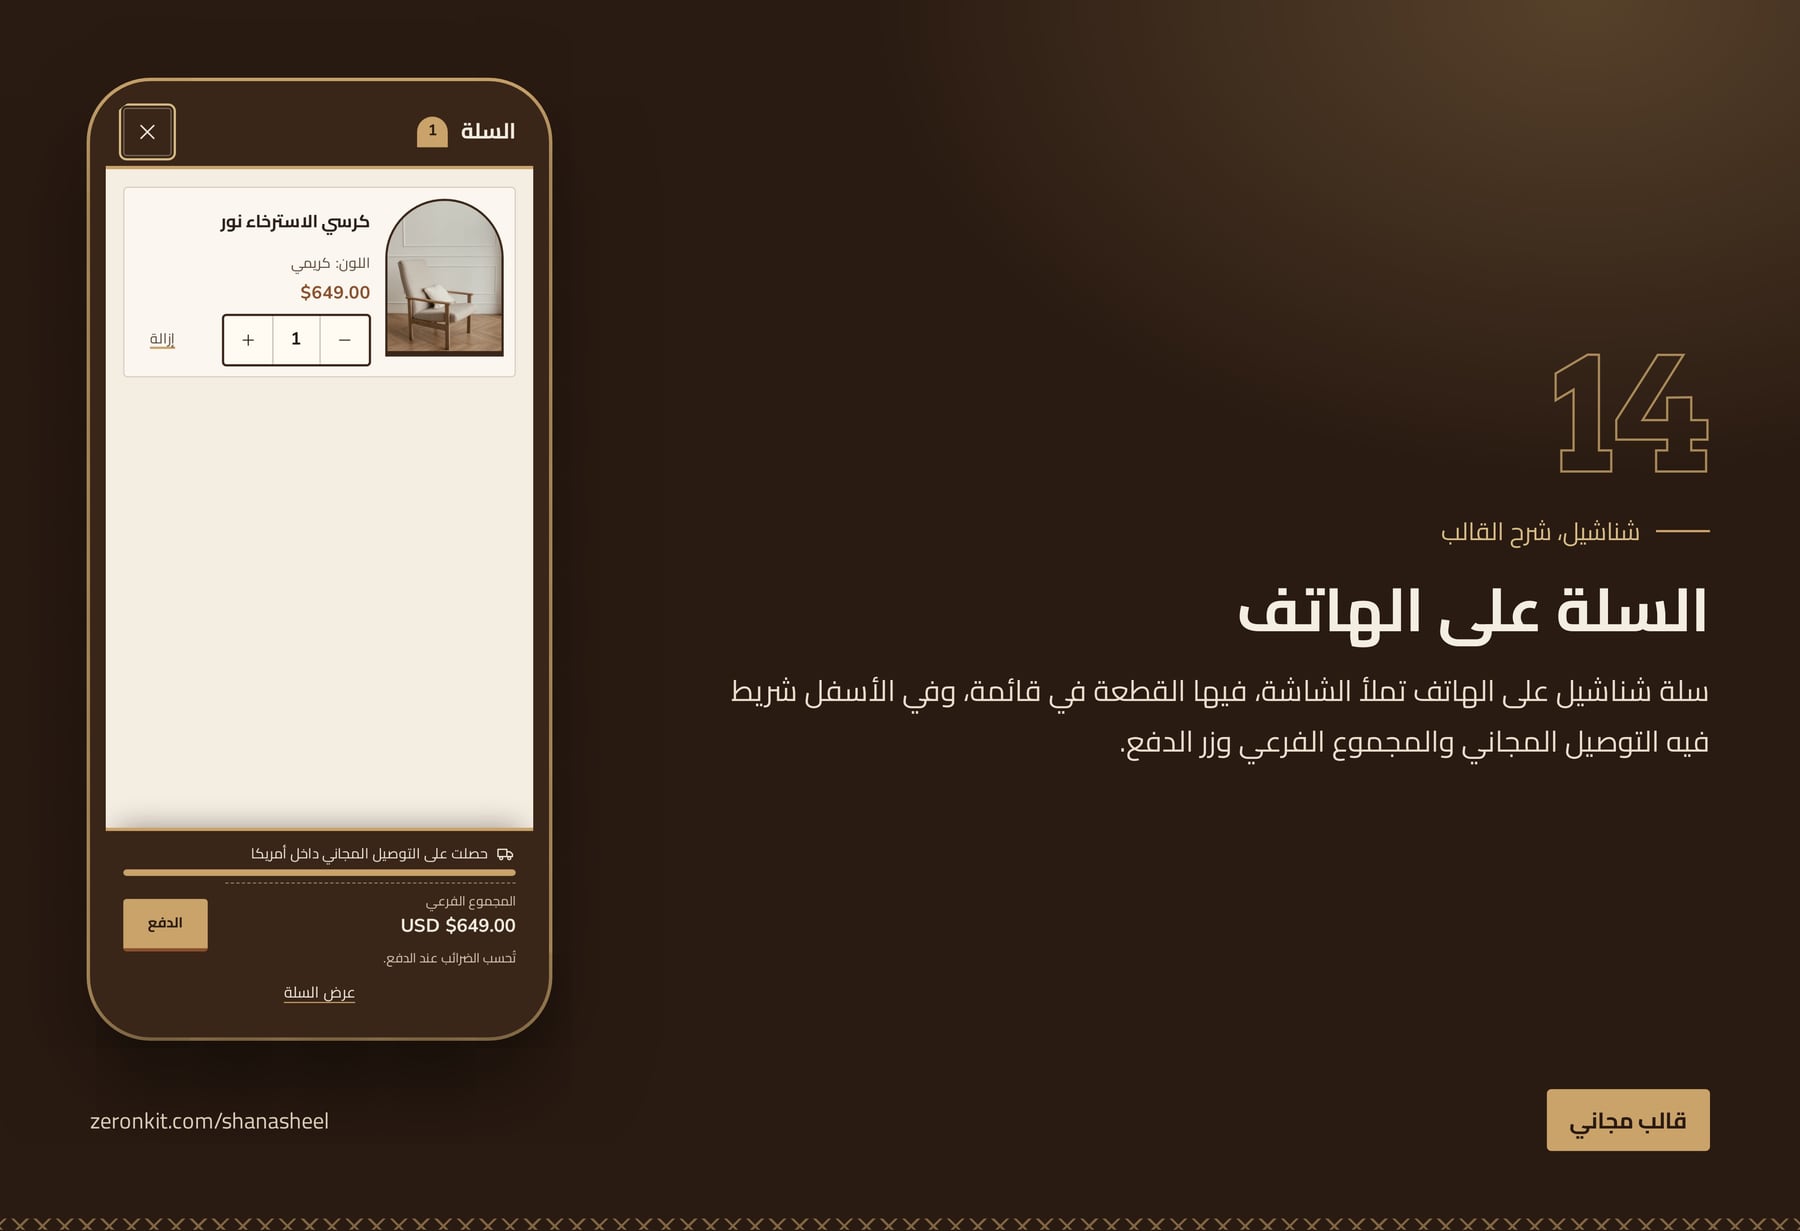 السلة
1
كرسي الاسترخاء نور
اللون: كريمي
$649.00
− 1 +
إزالة
حصلت على التوصيل المجاني داخل أمريكا
المجموع الفرعي
$649.00 USD
تُحسب الضرائب عند الدفع.
الدفع
عرض السلة
14
شناشيل، شرح القالب
السلة على الهاتف
سلة شناشيل على الهاتف تملأ الشاشة، فيها القطعة في قائمة، وفي الأسفل شريط
فيه التوصيل المجاني والمجموع الفرعي وزر الدفع.
قالب مجاني
zeronkit.com/shanasheel